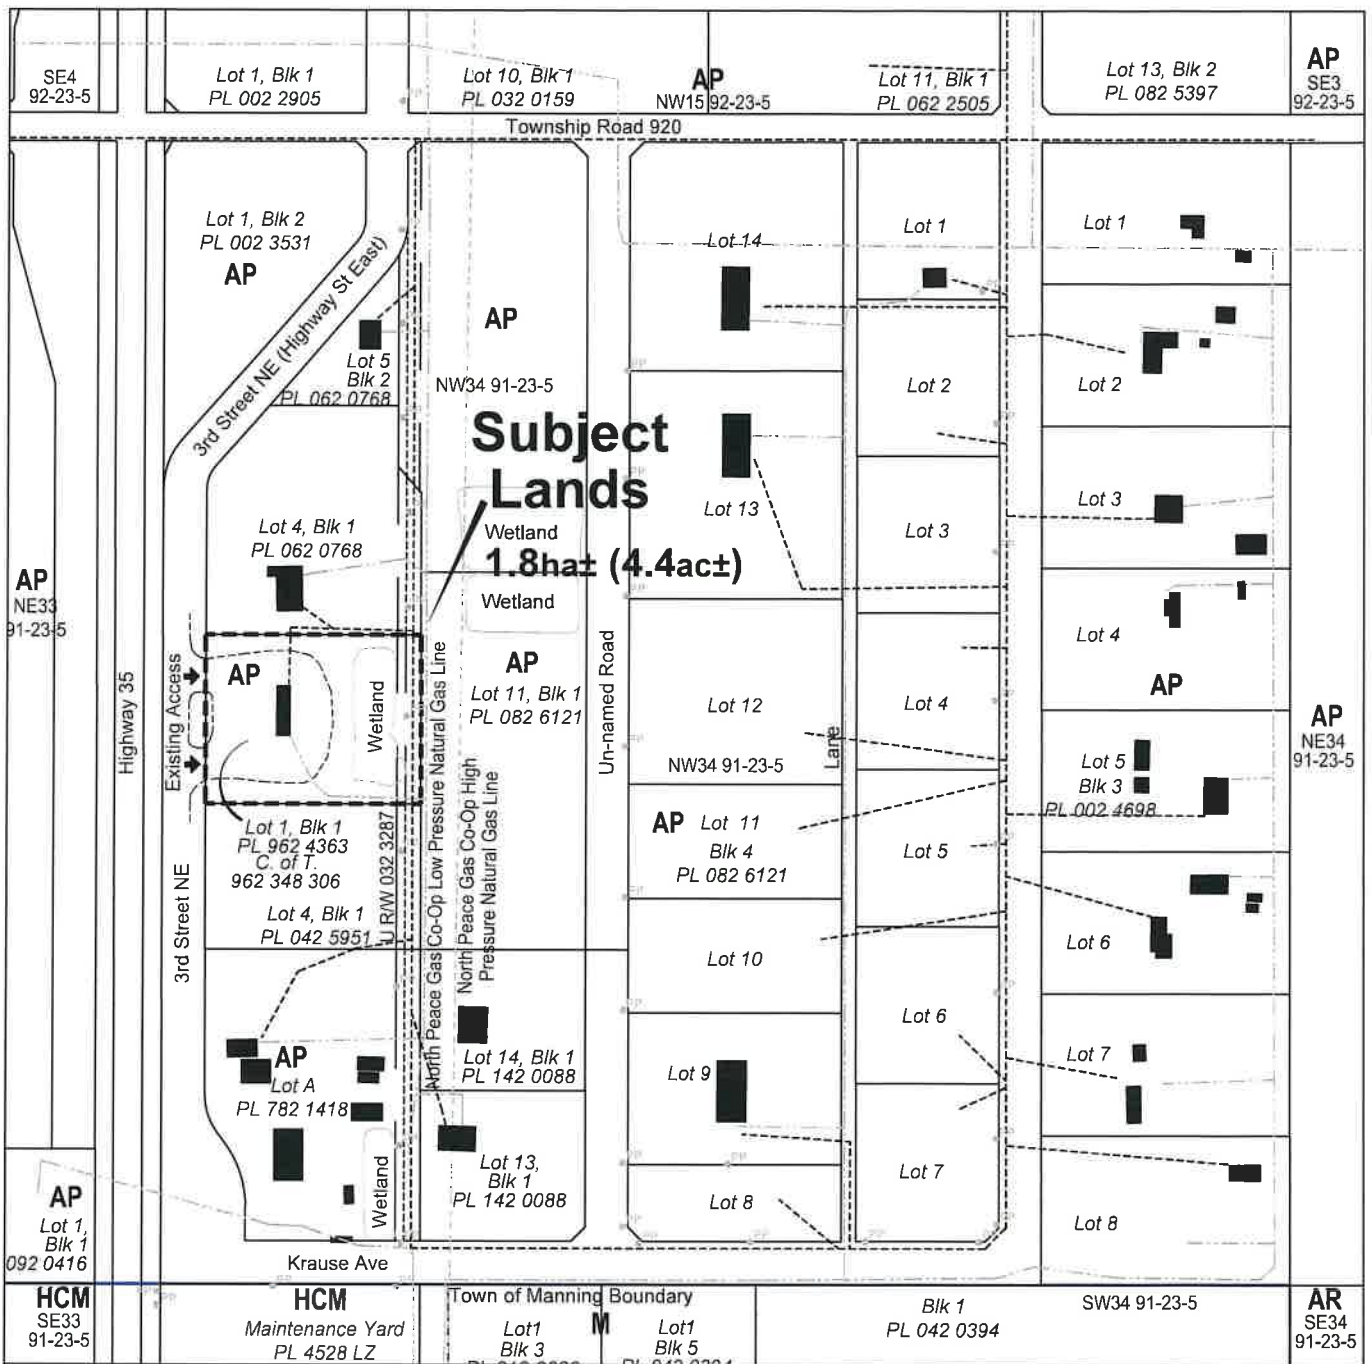 SE4
92-23-5
Lot 1, Blk 1
PL 002 2905
Lot 10, Blk 1
PL 032 0159
AP
NW15 92-23-5
Lot 11, Blk 1
PL 062 2505
Lot 13, Blk 2
PL 082 5397
AP
SE3
92-23-5
Township Road 920
Lot 1, Blk 2
PL 002 3531
AP
3rd Street NE (Highway St East)
Lot 5
Blk 2
PL 062 0768
AP
NW34 91-23-5
Subject
Lands
1.8ha± (4.4ac±)
Wetland
Wetland
Lot 14
Lot 13
Lot 1
Lot 2
Lot 3
Lot 1
Lot 2
Lot 3
Lot 4
AP
Lot 4, Blk 1
PL 062 0768
AP
NE33
91-23-5
Highway 35
Existing Access
AP
Wetland
North Peace Gas Co-Op Low Pressure Natural Gas Line
AP
Lot 11, Blk 1
PL 082 6121
North Peace Gas Co-Op High
Pressure Natural Gas Line
Un-named Road
Lot 12
NW34 91-23-5
Lane
Lot 4
Lot 5
Blk 3
PL 002 4698
AP
NE34
91-23-5
Lot 1, Blk 1
PL 962 4363
C. of T.
962 348 306
U R/W 032 3287
AP
Lot 11
Blk 4
PL 082 6121
Lot 5
3rd Street NE
Lot 4, Blk 1
PL 042 5951
Lot 10
Lot 6
Lot 6
AP
Lot A
PL 782 1418
Lot 14, Blk 1
PL 142 0088
Lot 9
Lot 7
Wetland
Lot 13,
Blk 1
PL 142 0088
Lot 8
Lot 7
Lot 8
AP
Lot 1,
Blk 1
092 0416
Krause Ave
HCM
SE33
91-23-5
HCM
Maintenance Yard
PL 4528 LZ
Town of Manning Boundary
M
Lot1
Blk 3
Lot1
Blk 5
Blk 1
PL 042 0394
SW34 91-23-5
AR
SE34
91-23-5